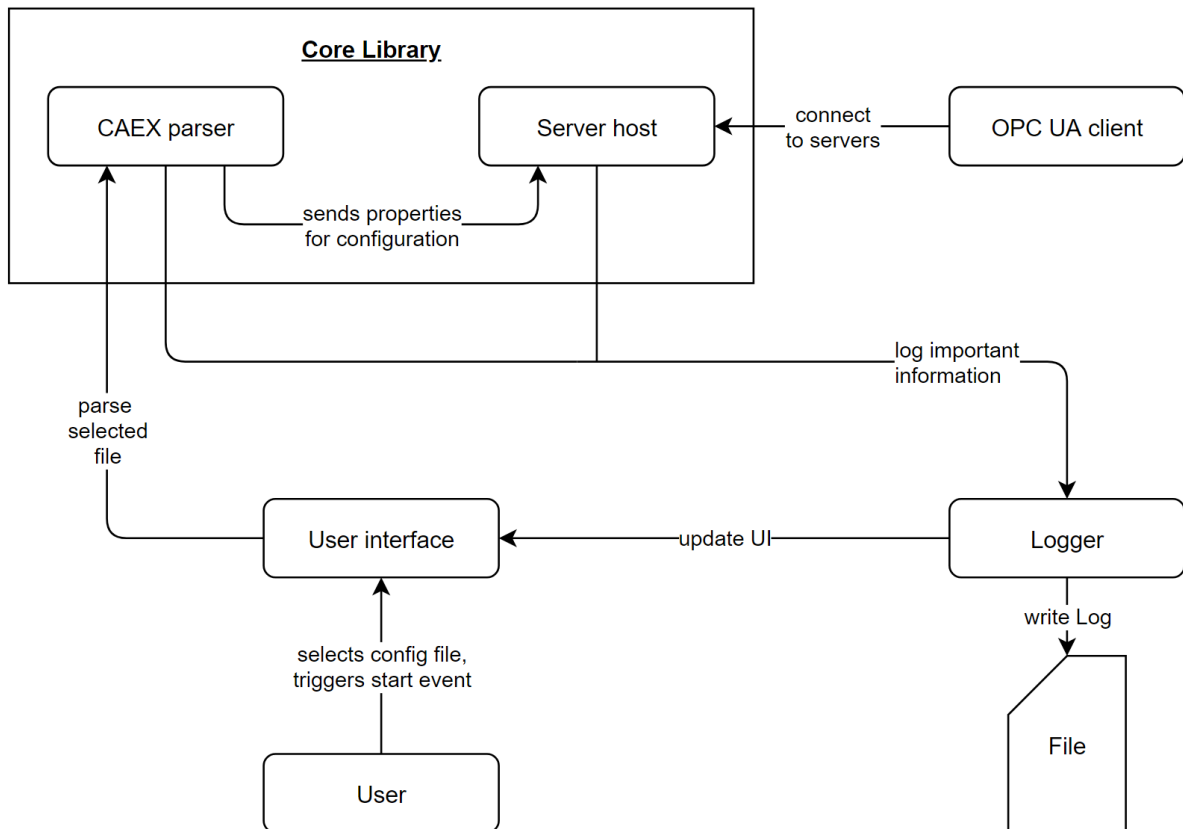 Core Library
CAEX parser
Server host
connect
to servers
OPC UA client
sends properties
for configuration
log important
information
parse
selected
file
User interface
update UI
Logger
write Log
selects config file,
triggers start event
File
User